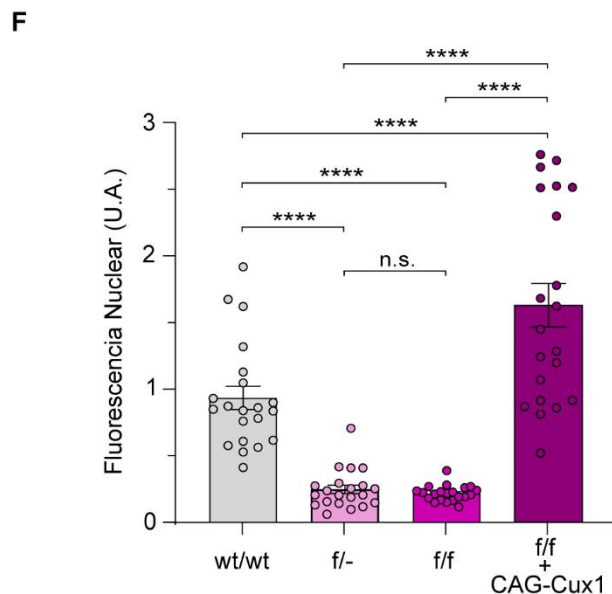 F
****
****
****
****
****
n.s.
3
2
1
0
Fluorescencia Nuclear (U.A.)
wt/wt
f/-
f/f
f/f
+
CAG-Cux1